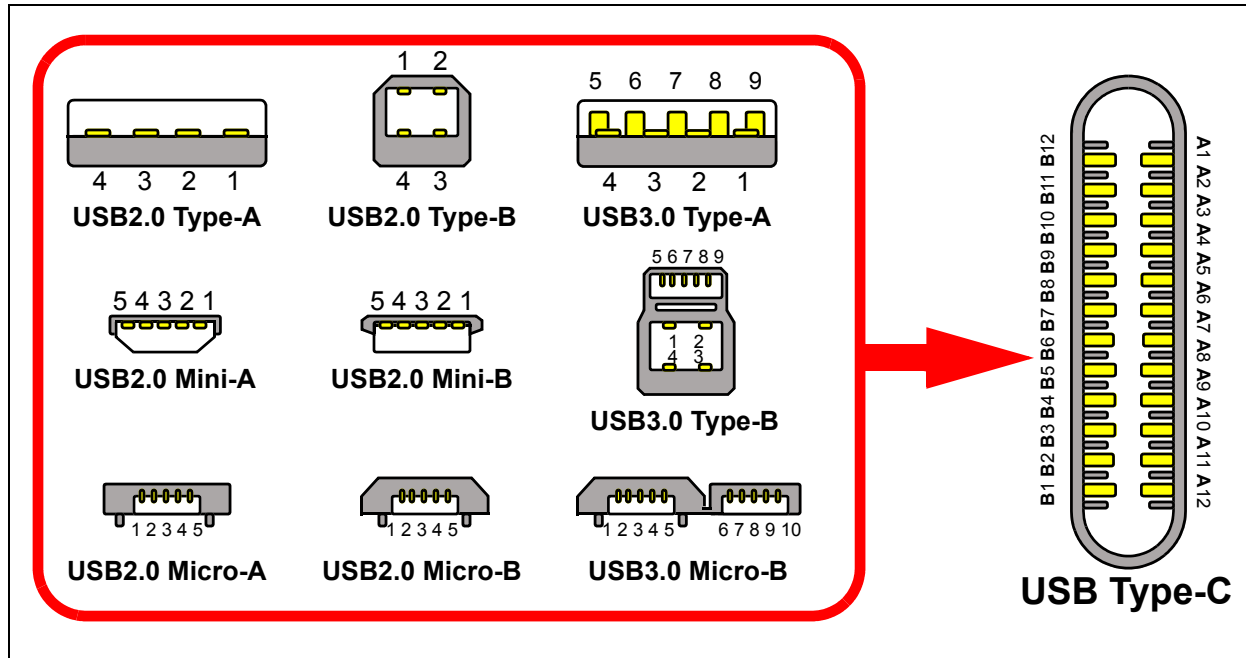 1 2
5 6 7 8 9
4 3 2 1
4 3
4 3 2 1
USB2.0 Type-A
USB2.0 Type-B
USB3.0 Type-A
5 6 7 8 9
5 4 3 2 1
5 4 3 2 1
1 2
4 3
USB2.0 Mini-A
USB2.0 Mini-B
USB3.0 Type-B
1 2 3 4 5
1 2 3 4 5
1 2 3 4 5
6 7 8 9 10
USB2.0 Micro-A
USB2.0 Micro-B
USB3.0 Micro-B
B1 B2 B3 B4 B5 B6 B7 B8 B9 B10 B11 B12
A1 A2 A3 A4 A5 A6 A7 A8 A9 A10 A11 A12
USB Type-C